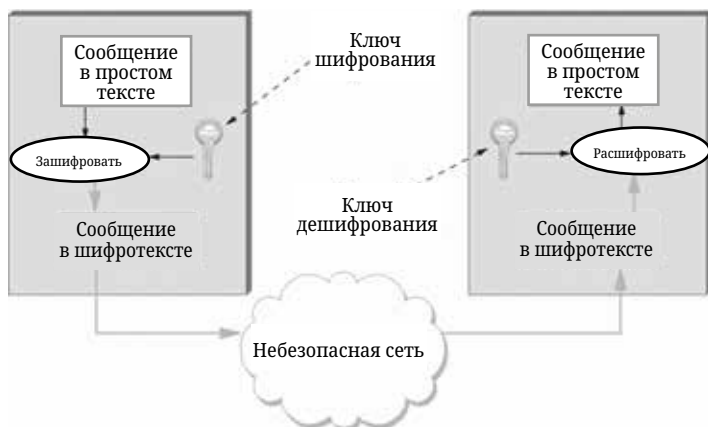 Сообщение
в простом
тексте
Зашифровать
Сообщение
в шифротексте
Ключ
шифрования
Ключ
дешифрования
Небезопасная сеть
Сообщение
в простом
тексте
Расшифровать
Сообщение
в шифротексте